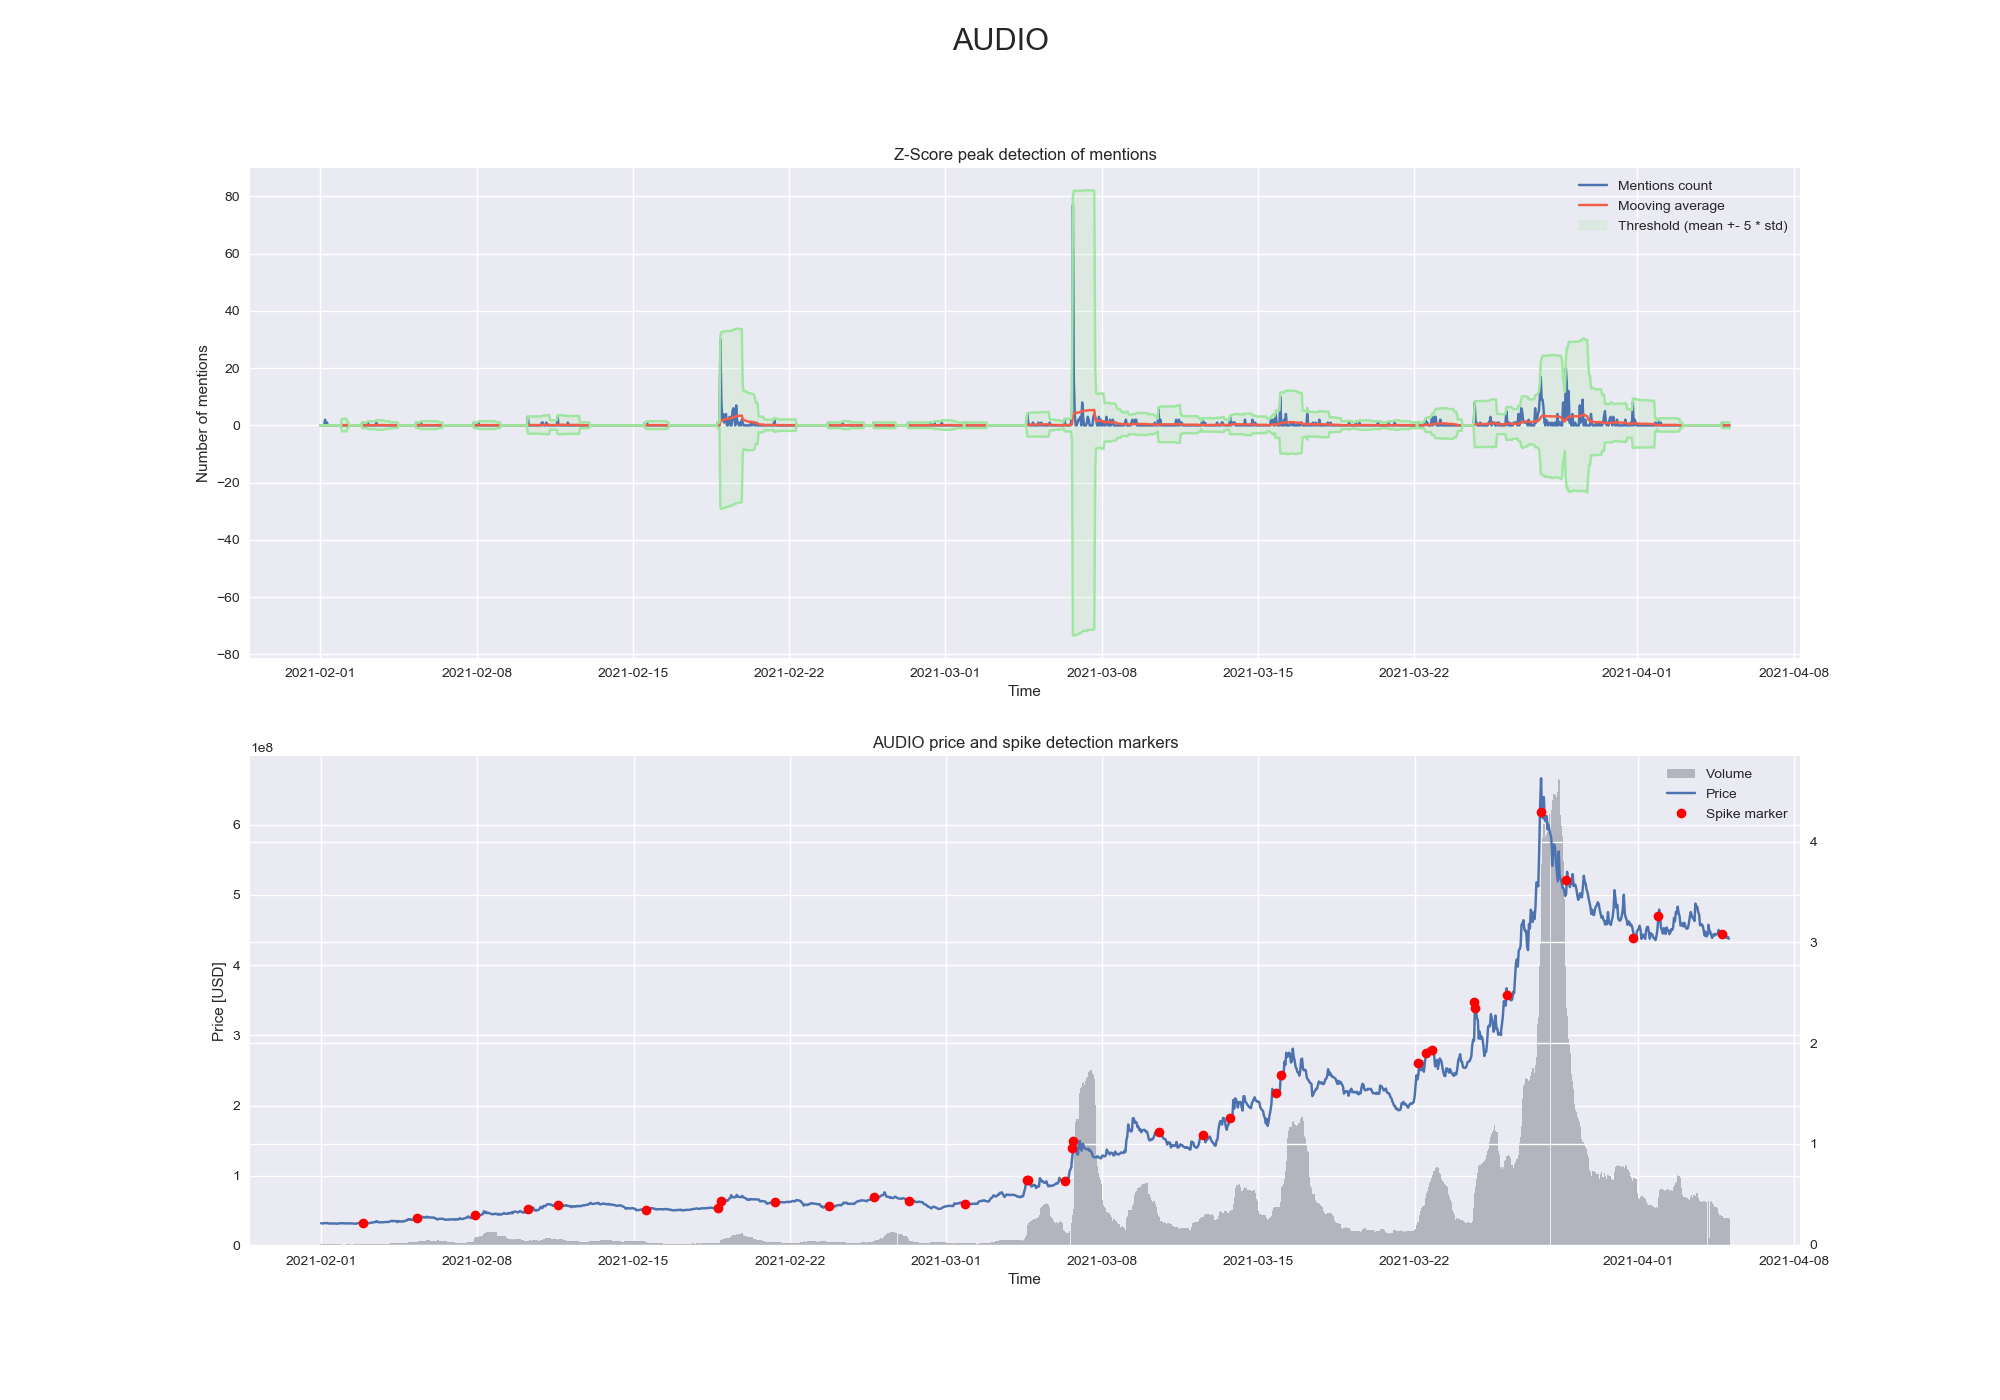 AUDIO
Z-Score peak detection of mentions
Mentions count
Mooving average
Threshold (mean +- 5 * std)
Number of mentions
80
60
40
20
0
−20
−40
−60
−80
2021-02-01 2021-02-08 2021-02-15 2021-02-22 2021-03-01 2021-03-08 2021-03-15 2021-03-22 2021-04-01 2021-04-08
Time
AUDIO price and spike detection markers
1e8
Volume
Price
Spike marker
Price [USD]
6
5
4
3
2
1
0
4
3
2
1
0
2021-02-01 2021-02-08 2021-02-15 2021-02-22 2021-03-01 2021-03-08 2021-03-15 2021-03-22 2021-04-01 2021-04-08
Time